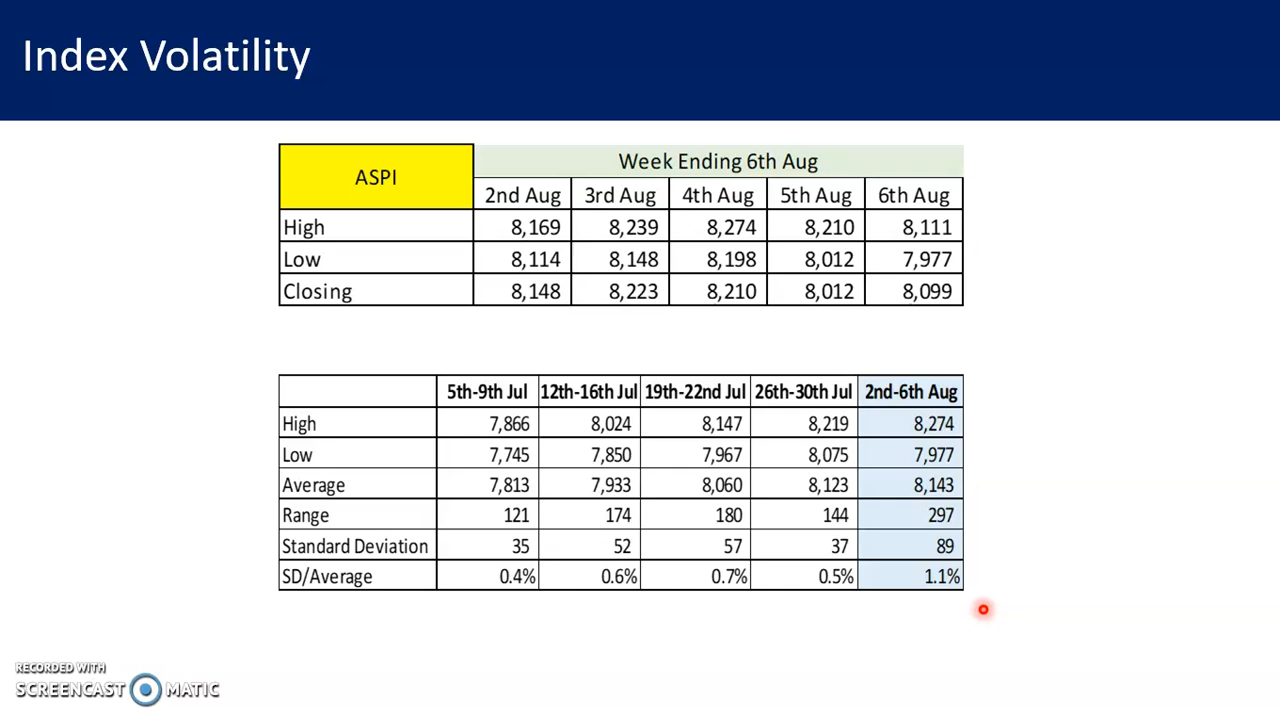 Index Volatility
ASPI Week Ending 6th Aug
2nd Aug 3rd Aug 4th Aug 5th Aug 6th Aug
High 8,169 8,239 8,274 8,210 8,111
Low 8,114 8,148 8,198 8,012 7,977
Closing 8,148 8,223 8,210 8,012 8,099
5th-9th Jul 12th-16th Jul 19th-22nd Jul 26th-30th Jul 2nd-6th Aug
High 7,866 8,024 8,147 8,219 8,274
Low 7,745 7,850 7,967 8,075 7,977
Average 7,813 7,933 8,060 8,123 8,143
Range 121 174 180 144 297
Standard Deviation 35 52 57 37 89
SD/Average 0.4% 0.6% 0.7% 0.5% 1.1%
RECORDED WITH
SCREENCAST MATIC